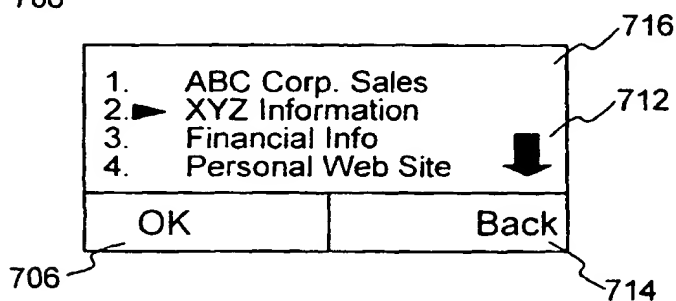 716
1. ABC Corp. Sales
2. XYZ Information
712
3. Financial Info
4. Personal Web Site
OK Back
706
714